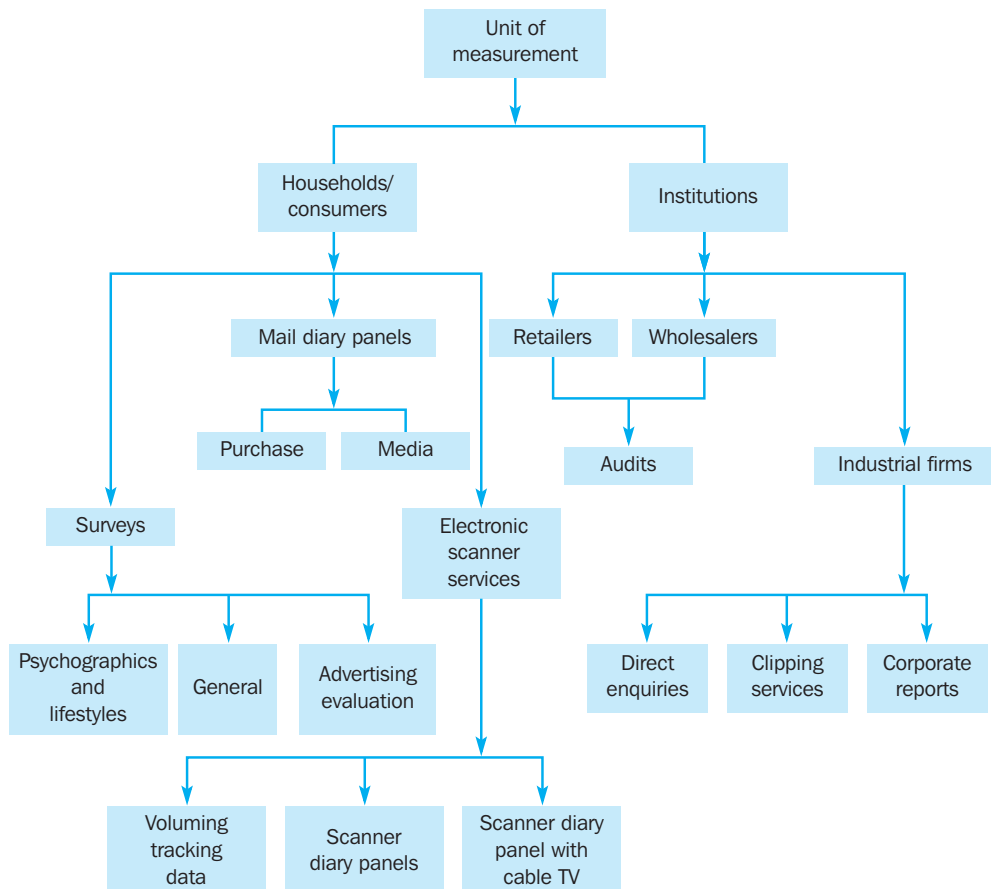 Unit of
measurement
Households/
consumers
Institutions
Mail diary panels
Retailers
Wholesalers
Purchase
Media
Audits
Industrial firms
Surveys
Electronic
scanner
services
Psychographics
and
lifestyles
General
Advertising
evaluation
Direct
enquiries
Clipping
services
Corporate
reports
Voluming
tracking
data
Scanner
diary panels
Scanner diary
panel with
cable TV